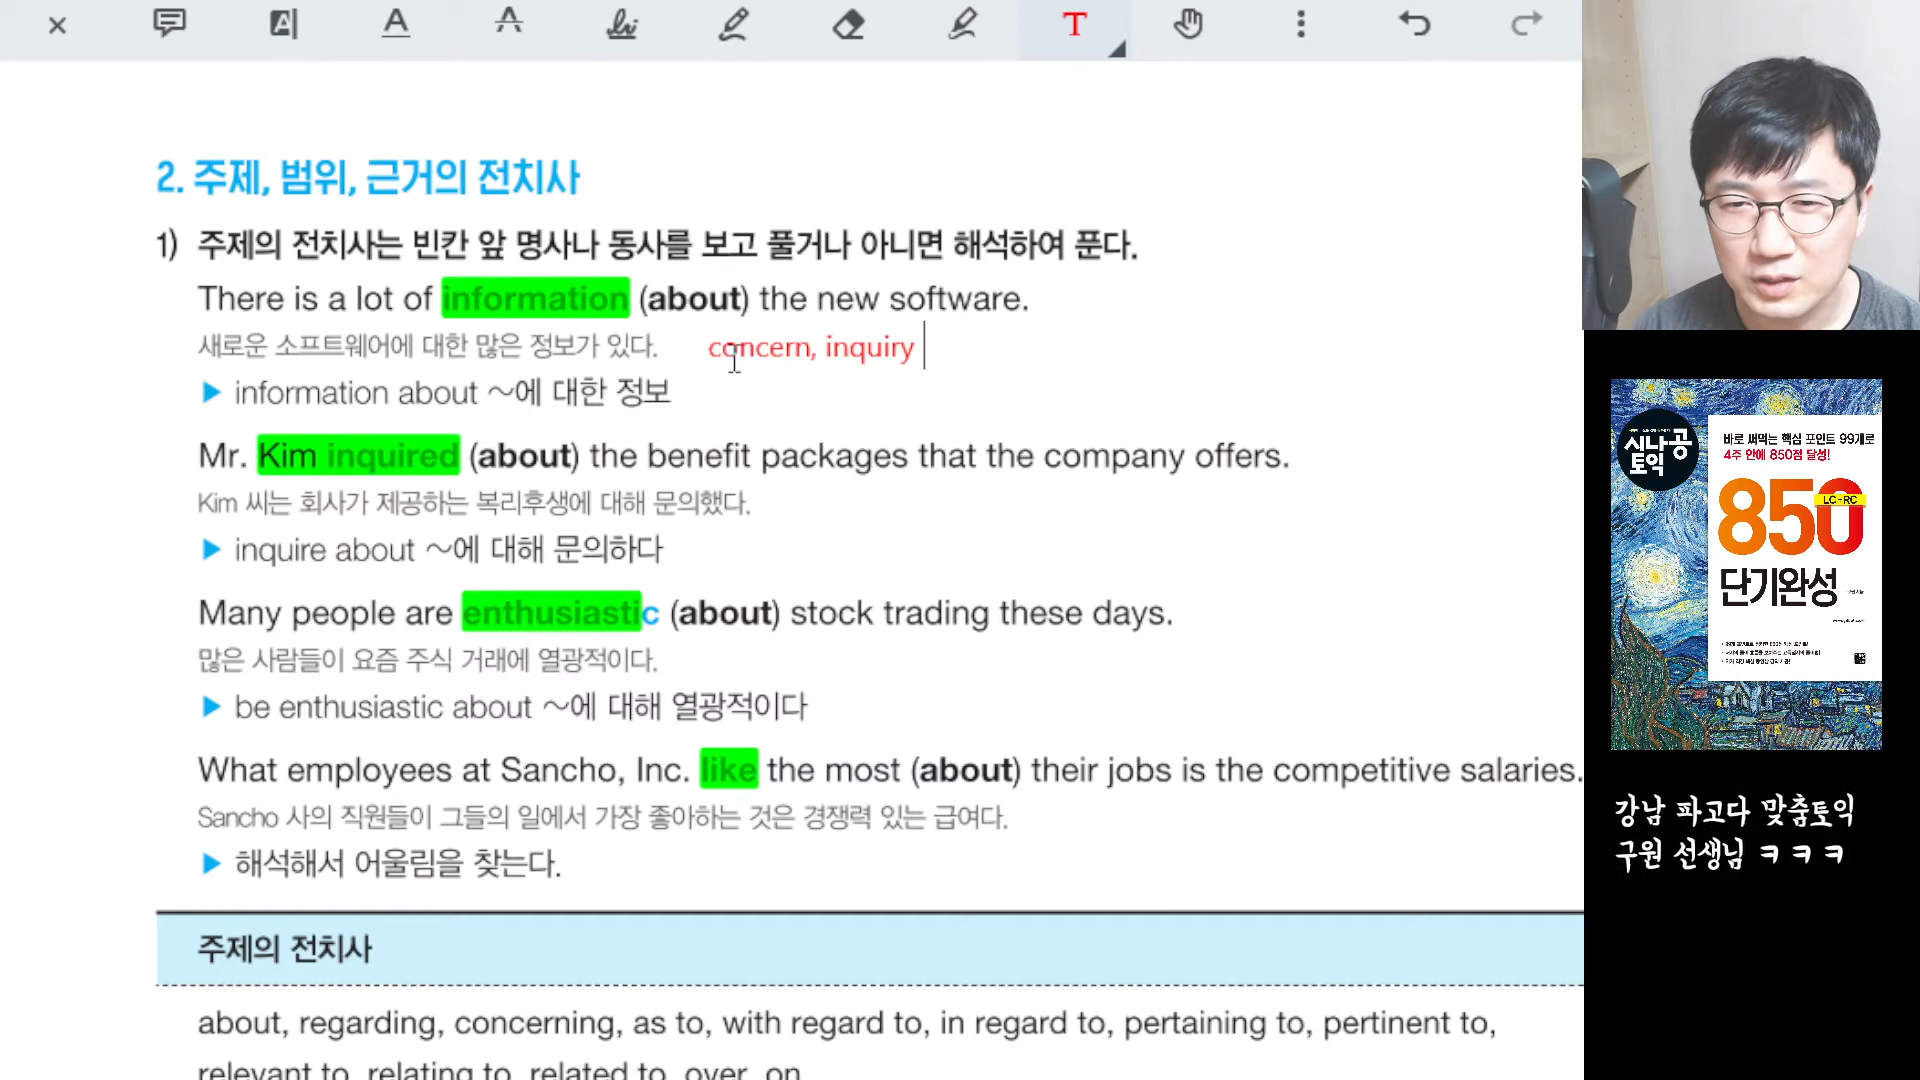 T
2. 주제, 범위, 근거의 전치사
1) 주제의 전치사는 빈칸 앞 명사나 동사를 보고 풀거나 아니면 해석하여 푼다.
There is a lot of information (about) the new software.
새로운 소프트웨어에 대한 많은 정보가 있다. concern, inquiry
▶ information about ~에 대한 정보
Mr. Kim inquired (about) the benefit packages that the company offers.
Kim 씨는 회사가 제공하는 복리후생에 대해 문의했다.
▶ inquire about ~에 대해 문의하다
Many people are enthusiastic (about) stock trading these days.
많은 사람들이 요즘 주식 거래에 열광적이다.
▶ be enthusiastic about ~에 대해 열광적이다
What employees at Sancho, Inc. like the most (about) their jobs is the competitive salaries.
Sancho 사의 직원들이 그들의 일에서 가장 좋아하는 것은 경쟁력 있는 급여다.
▶ 해석해서 어울림을 찾는다.
주제의 전치사
about, regarding, concerning, as to, with regard to, in regard to, pertaining to, pertinent to,
relevant to, relating to, related to, over, on
시나공
토익
바로 써먹는 핵심 포인트 99개로
4주 안에 850점 달성!
850
LC+RC
단기완성
강남 파고다 맞춤토익
구원 선생님 ㅋㅋㅋ